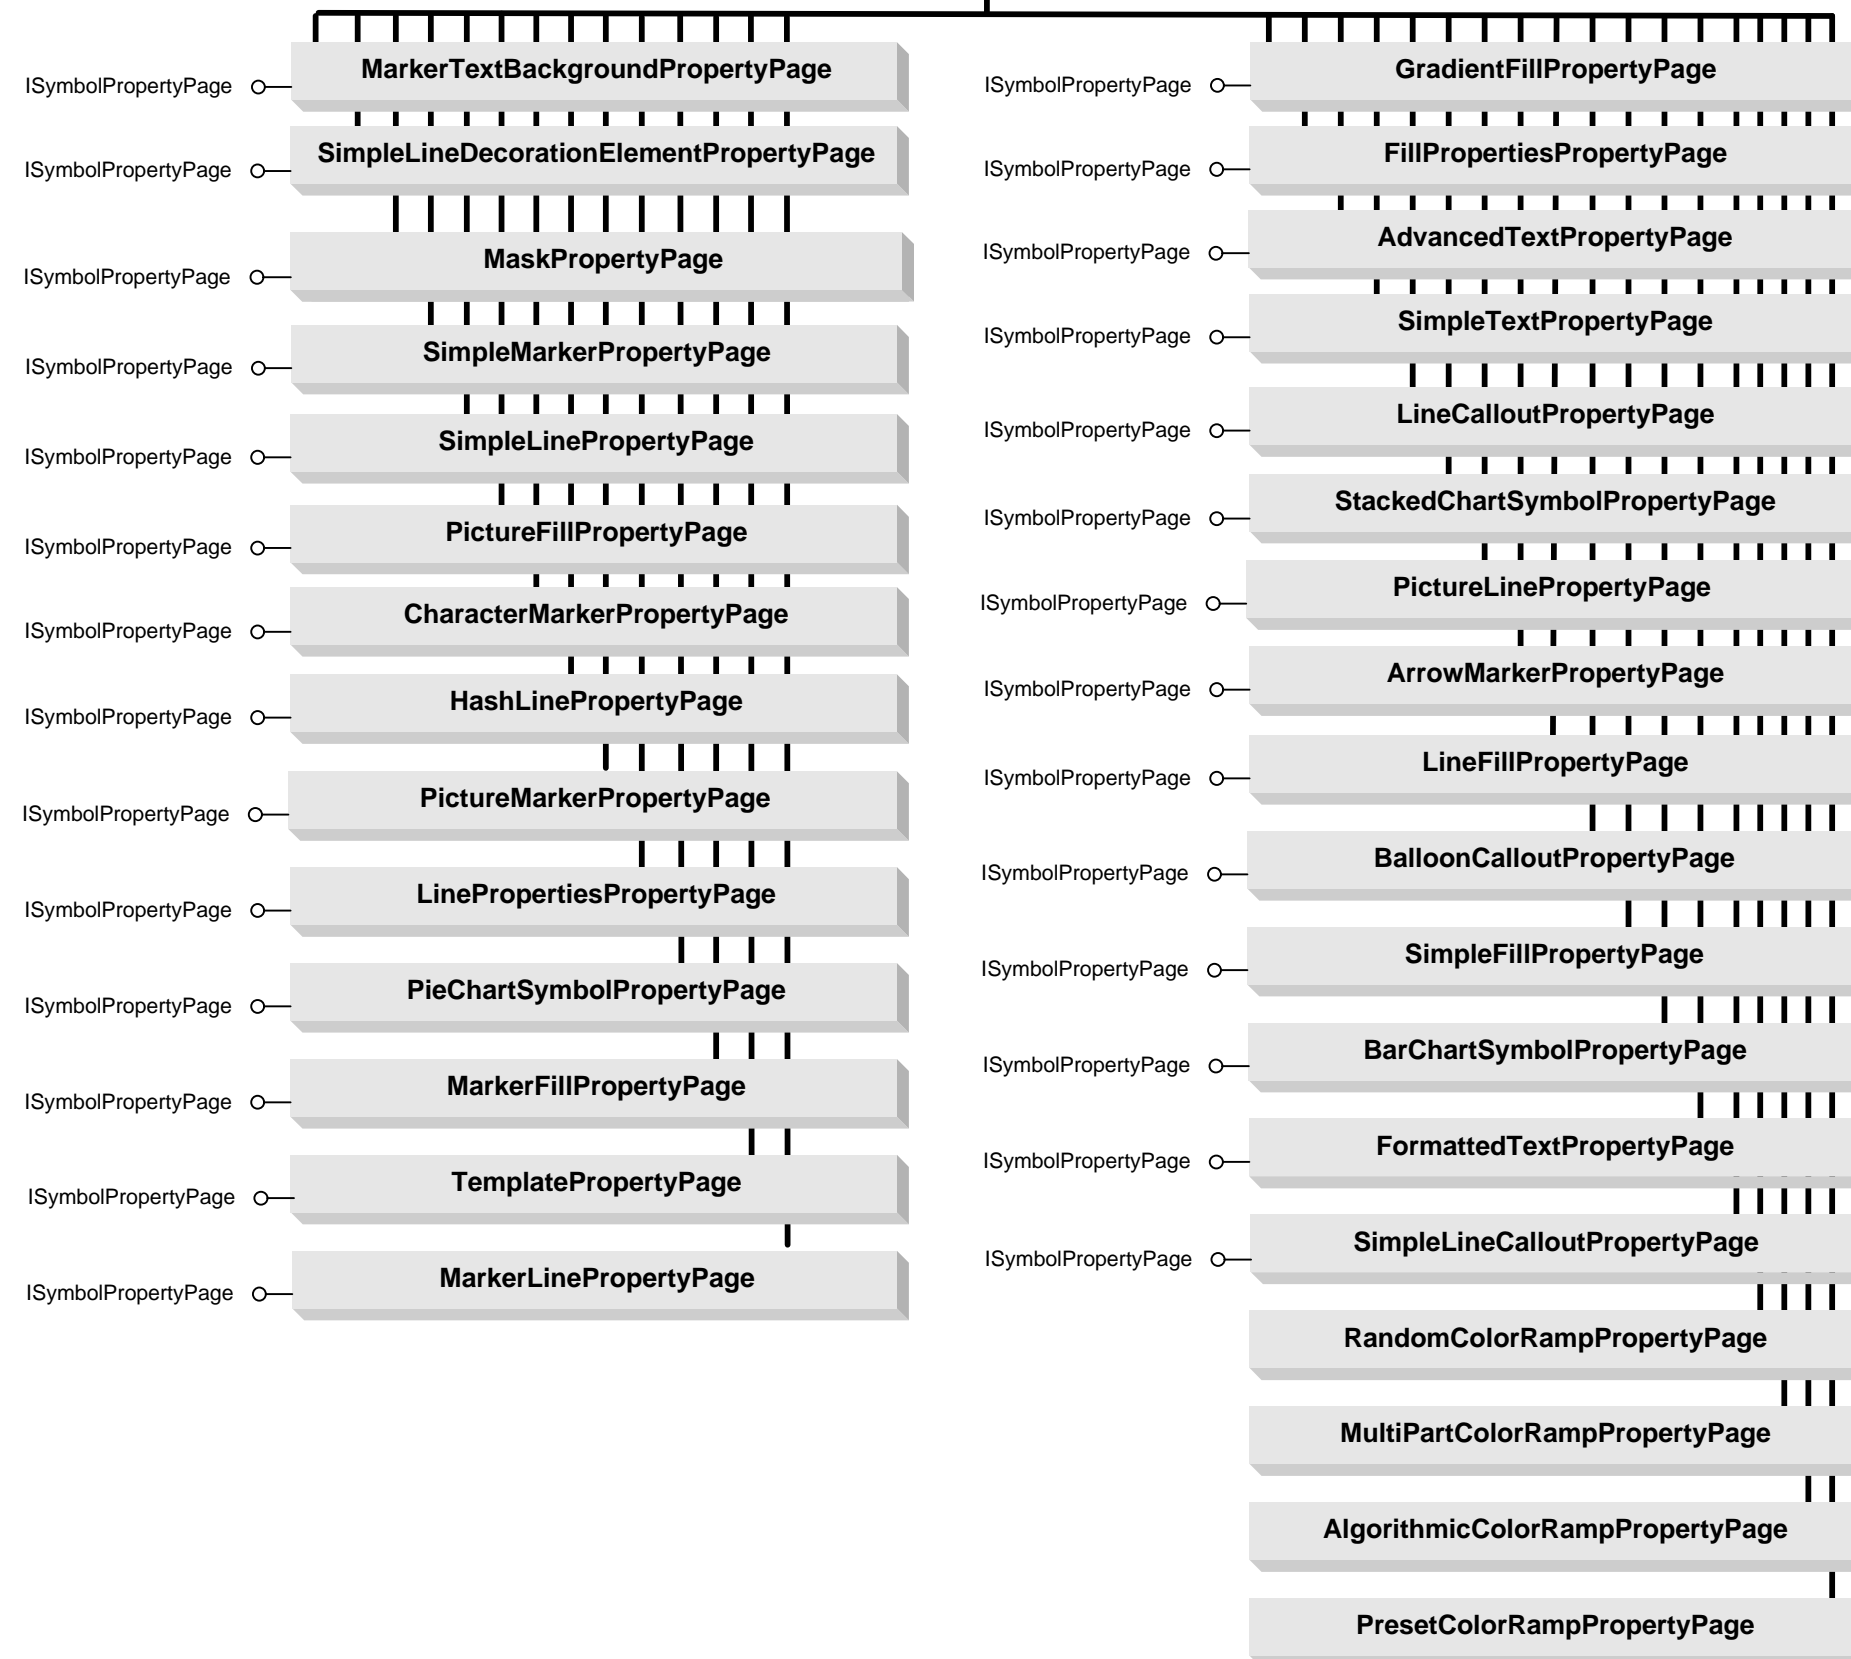 ISymbolPropertyPage
MarkerTextBackgroundPropertyPage
ISymbolPropertyPage
SimpleLineDecorationElementPropertyPage
ISymbolPropertyPage
MaskPropertyPage
ISymbolPropertyPage
SimpleMarkerPropertyPage
ISymbolPropertyPage
SimpleLinePropertyPage
ISymbolPropertyPage
PictureFillPropertyPage
ISymbolPropertyPage
CharacterMarkerPropertyPage
ISymbolPropertyPage
HashLinePropertyPage
ISymbolPropertyPage
PictureMarkerPropertyPage
ISymbolPropertyPage
LinePropertiesPropertyPage
ISymbolPropertyPage
PieChartSymbolPropertyPage
ISymbolPropertyPage
MarkerFillPropertyPage
ISymbolPropertyPage
TemplatePropertyPage
ISymbolPropertyPage
MarkerLinePropertyPage
ISymbolPropertyPage
GradientFillPropertyPage
ISymbolPropertyPage
FillPropertiesPropertyPage
ISymbolPropertyPage
AdvancedTextPropertyPage
ISymbolPropertyPage
SimpleTextPropertyPage
ISymbolPropertyPage
LineCalloutPropertyPage
ISymbolPropertyPage
StackedChartSymbolPropertyPage
ISymbolPropertyPage
PictureLinePropertyPage
ISymbolPropertyPage
ArrowMarkerPropertyPage
ISymbolPropertyPage
LineFillPropertyPage
ISymbolPropertyPage
BalloonCalloutPropertyPage
ISymbolPropertyPage
SimpleFillPropertyPage
ISymbolPropertyPage
BarChartSymbolPropertyPage
ISymbolPropertyPage
FormattedTextPropertyPage
ISymbolPropertyPage
SimpleLineCalloutPropertyPage
RandomColorRampPropertyPage
MultiPartColorRampPropertyPage
AlgorithmicColorRampPropertyPage
PresetColorRampPropertyPage